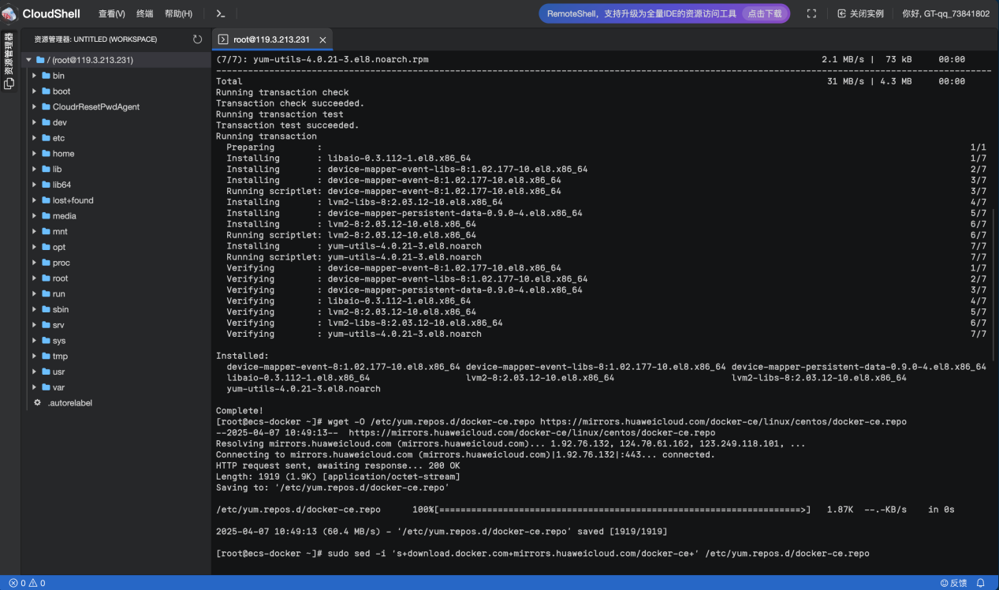 CloudShell 查看(V) 终端 帮助(H) RemoteShell，支持升级为全量IDE的资源访问工具 点击下载 关闭实例 你好, GT-qq_73841802
资源管理器
资源管理器: UNTITLED (WORKSPACE)
/ (root@119.3.213.231)
bin
boot
CloudrResetPwdAgent
dev
etc
home
lib
lib64
lost+found
media
mnt
opt
proc
root
run
sbin
srv
sys
tmp
usr
var
.autorelabel
root@119.3.213.231
(7/7): yum-utils-4.0.21-3.el8.noarch.rpm 2.1 MB/s | 73 kB 00:00
--------------------------------------------------------------------------------
Total 31 MB/s | 4.3 MB 00:00
Running transaction check
Transaction check succeeded.
Running transaction test
Transaction test succeeded.
Running transaction
Preparing : 1/1
Installing : libaio-0.3.112-1.el8.x86_64 1/7
Installing : device-mapper-event-libs-8:1.02.177-10.el8.x86_64 2/7
Installing : device-mapper-event-8:1.02.177-10.el8.x86_64 3/7
Running scriptlet: device-mapper-event-8:1.02.177-10.el8.x86_64 3/7
Installing : lvm2-libs-8:2.03.12-10.el8.x86_64 4/7
Installing : device-mapper-persistent-data-0.9.0-4.el8.x86_64 5/7
Installing : lvm2-8:2.03.12-10.el8.x86_64 6/7
Running scriptlet: lvm2-8:2.03.12-10.el8.x86_64 6/7
Installing : yum-utils-4.0.21-3.el8.noarch 7/7
Running scriptlet: yum-utils-4.0.21-3.el8.noarch 7/7
Verifying : device-mapper-event-8:1.02.177-10.el8.x86_64 1/7
Verifying : device-mapper-event-libs-8:1.02.177-10.el8.x86_64 2/7
Verifying : device-mapper-persistent-data-0.9.0-4.el8.x86_64 3/7
Verifying : libaio-0.3.112-1.el8.x86_64 4/7
Verifying : lvm2-8:2.03.12-10.el8.x86_64 5/7
Verifying : lvm2-libs-8:2.03.12-10.el8.x86_64 6/7
Verifying : yum-utils-4.0.21-3.el8.noarch 7/7
Installed:
device-mapper-event-8:1.02.177-10.el8.x86_64 device-mapper-event-libs-8:1.02.177-10.el8.x86_64 device-mapper-persistent-data-0.9.0-4.el8.x86_64
libaio-0.3.112-1.el8.x86_64 lvm2-8:2.03.12-10.el8.x86_64 lvm2-libs-8:2.03.12-10.el8.x86_64
yum-utils-4.0.21-3.el8.noarch
Complete!
[root@ecs-docker ~]# wget -O /etc/yum.repos.d/docker-ce.repo https://mirrors.huaweicloud.com/docker-ce/linux/centos/docker-ce.repo
--2025-04-07 10:49:13-- https://mirrors.huaweicloud.com/docker-ce/linux/centos/docker-ce.repo
Resolving mirrors.huaweicloud.com (mirrors.huaweicloud.com)... 1.92.76.132, 124.70.61.162, 123.249.118.101, ...
Connecting to mirrors.huaweicloud.com (mirrors.huaweicloud.com)|1.92.76.132|:443... connected.
HTTP request sent, awaiting response... 200 OK
Length: 1919 (1.9K) [application/octet-stream]
Saving to: '/etc/yum.repos.d/docker-ce.repo'
/etc/yum.repos.d/docker-ce.repo 100%[====================================================================>] 1.87K --.-KB/s in 0s
2025-04-07 10:49:13 (60.4 MB/s) - '/etc/yum.repos.d/docker-ce.repo' saved [1919/1919]
[root@ecs-docker ~]# sudo sed -i 's+download.docker.com+mirrors.huaweicloud.com/docker-ce+' /etc/yum.repos.d/docker-ce.repo
0 0 反馈